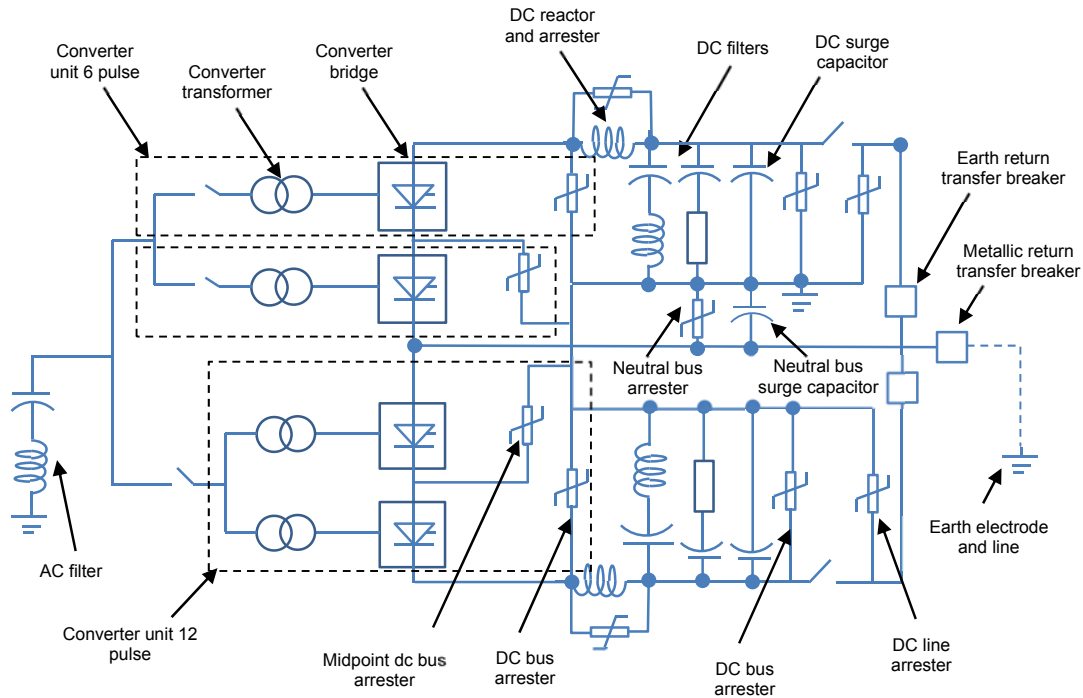 DC reactor
and arrester
Converter
unit 6 pulse
Converter
transformer
Converter
bridge
DC filters
DC surge
capacitor
Earth return
transfer breaker
Metallic return
transfer breaker
Neutral bus
arrester
Neutral bus
surge capacitor
AC filter
Earth electrode
and line
Converter unit 12
pulse
Midpoint dc bus
arrester
DC bus
arrester
DC bus
arrester
DC line
arrester